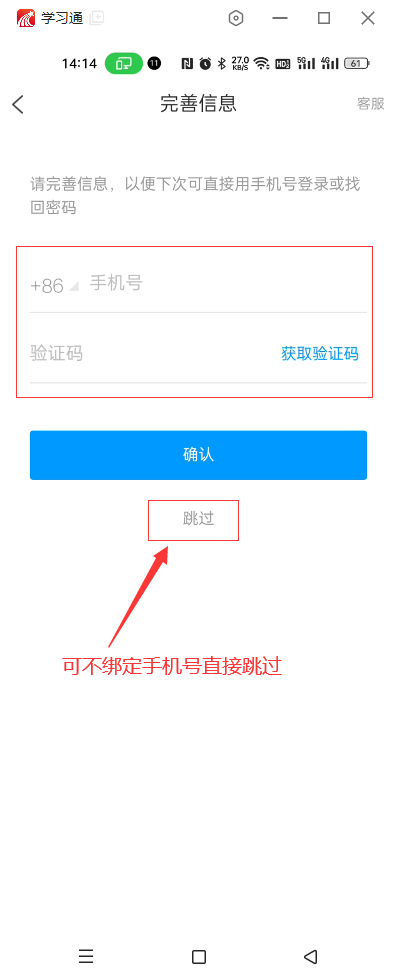 学习通
14:14
11
27.0
KB/S
HD2
5G
4G
61
完善信息
客服
请完善信息，以便下次可直接用手机号登录或找
回密码
+86 手机号
验证码 获取验证码
确认
跳过
可不绑定手机号直接跳过